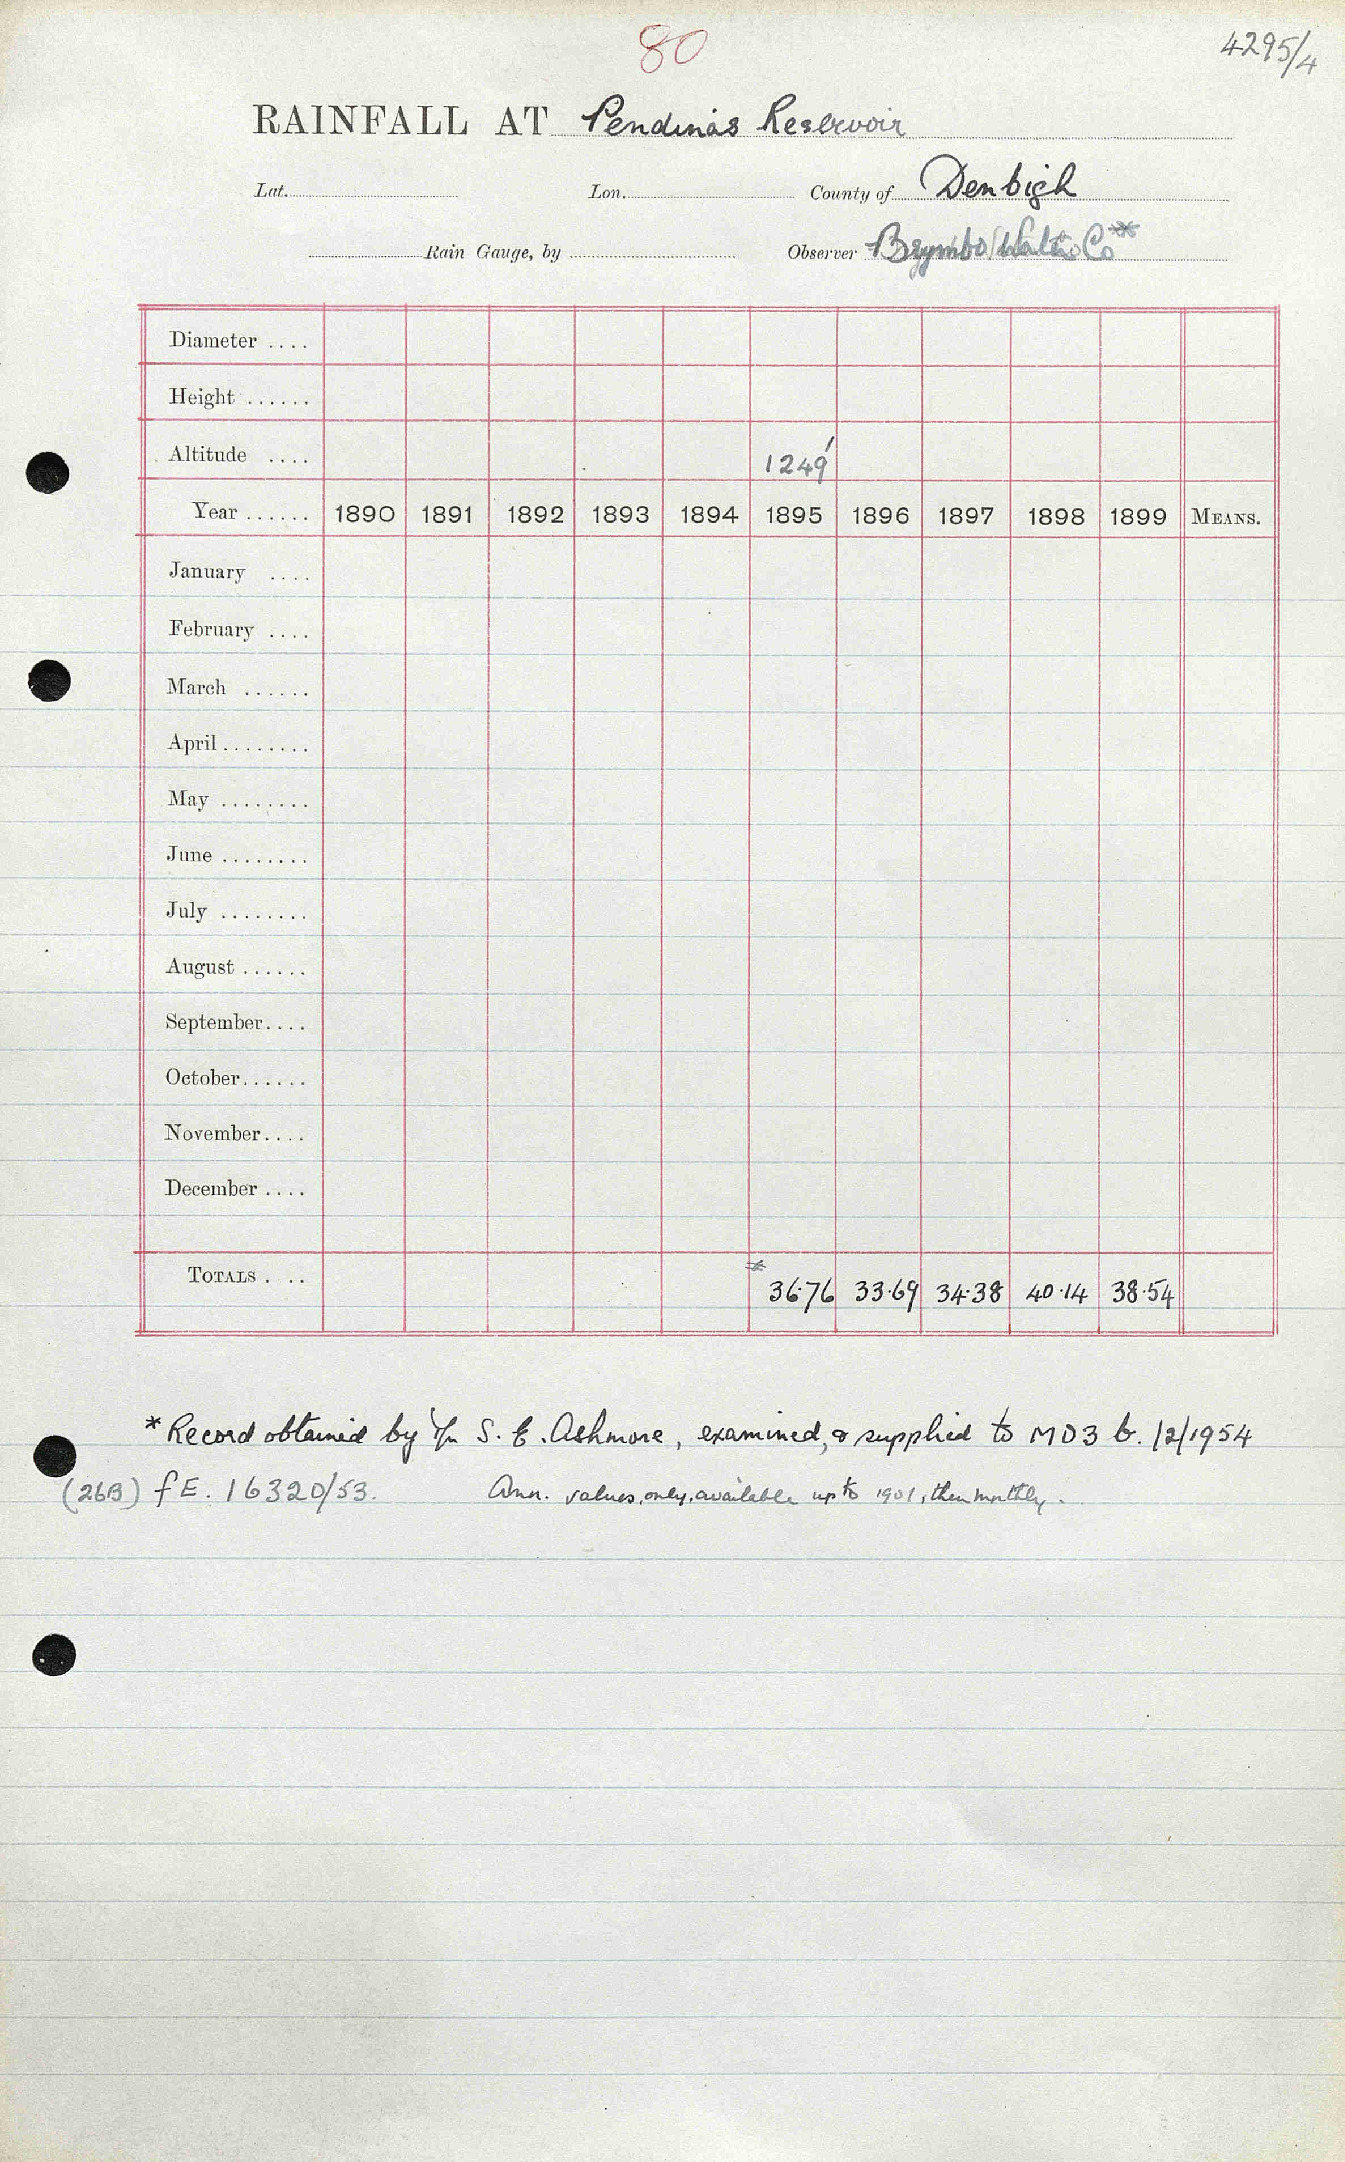 80
4295/4
RAINFALL AT Pendinas Reservoir
Lat. Lon. County of Denbigh
Rain Gauge, by Observer Brymbo Water Co *
Diameter ....
Height ......
Altitude .... 1249'
Year ...... 1890 1891 1892 1893 1894 1895 1896 1897 1898 1899 MEANS.
January ....
February ....
March ......
April ........
May ........
June ........
July ........
August ......
September....
October......
November....
December ....
TOTALS . .. * 36.76 33.69 34.38 40.14 38.54
* Record obtained by Mr S. E. Ashmore, examined, & supplied to MO3 b. /2/1954
(26B) f E. 16320/53. Ann. values, only, available up to 1901, then monthly.